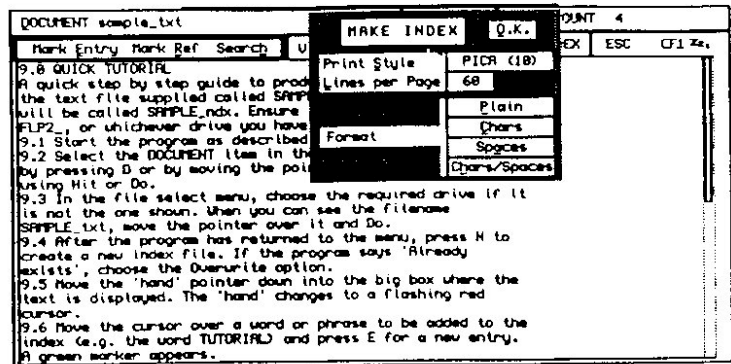 DOCUMENT sample_txt
COUNT 4
MAKE INDEX
O.K.
Mark Entry Mark Ref Search
EX ESC CF1
Print Style PICA (10)
Lines per Page 60
Format
Plain
Chars
Spaces
Chars/Spaces
9.0 QUICK TUTORIAL
A quick step by step guide to prod
the text file supplied called SAMP
will be called SAMPLE_ndx. Ensure
FLP2_, or whichever drive you have
9.1 Start the program as described
9.2 Select the DOCUMENT item in the
by pressing D or by moving the poi
using Hit or Do.
9.3 In the file select menu, choose the required drive if it
is not the one shown. When you can see the filename
SAMPLE_txt, move the pointer over it and Do.
9.4 After the program has returned to the menu, press N to
create a new index file. If the program says 'Already
exists', choose the Overwrite option.
9.5 Move the 'hand' pointer down into the big box where the
text is displayed. The 'hand' changes to a flashing red
cursor.
9.6 Move the cursor over a word or phrase to be added to the
index (e.g. the word TUTORIAL) and press E for a new entry.
A green marker appears.